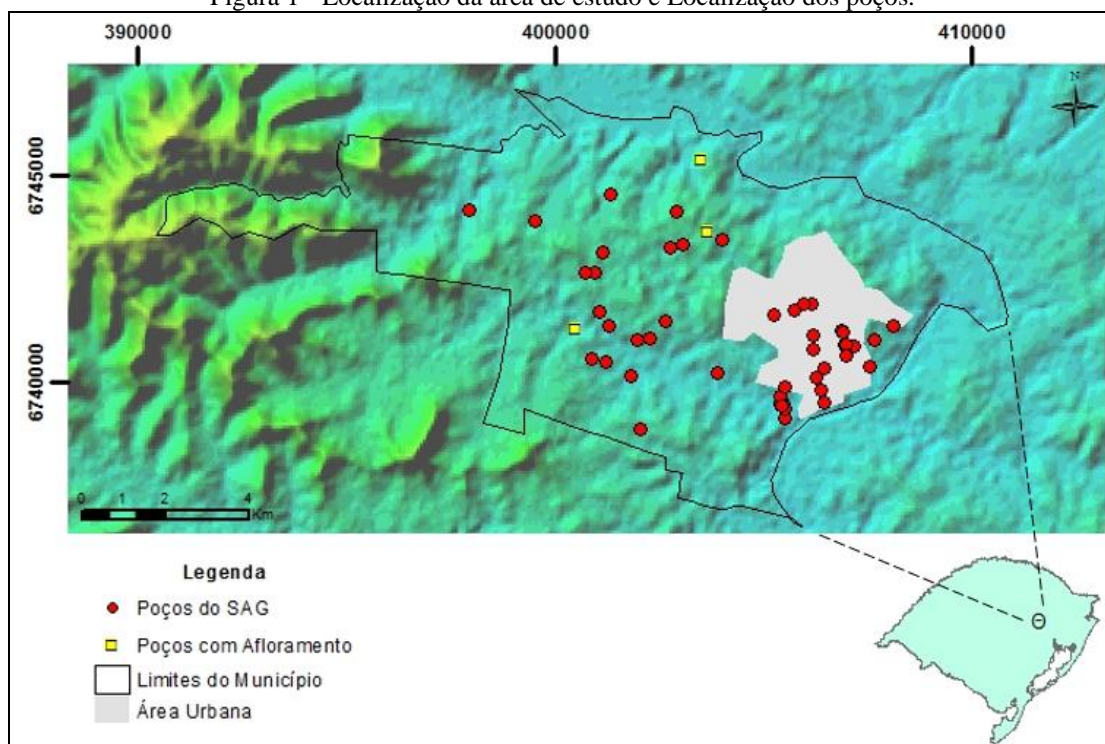 Figura 1 - Localização da área de estudo e Localização dos poços.
390000 400000 410000
N
6745000
6740000
0 1 2 4
Km
Legenda
Poços do SAG
Poços com Afloramento
Limites do Município
Área Urbana